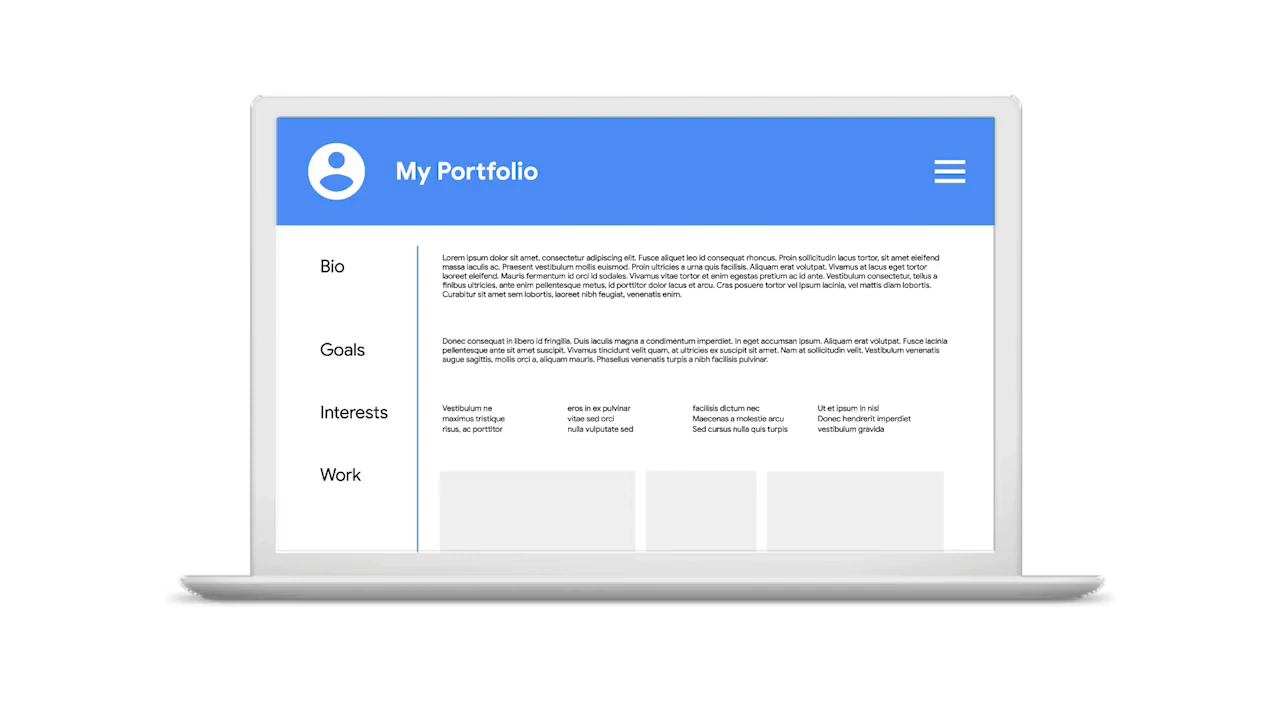 My Portfolio
Bio
Lorem ipsum dolor sit amet, consectetur adipiscing elit. Fusce aliquet leo id consequat rhoncus. Proin sollicitudin lacus tortor, sit amet eleifend
massa iaculis ac. Praesent vestibulum mollis euismod. Proin ultricies a urna quis facilisis. Aliquam erat volutpat. Vivamus at lacus eget tortor
laoreet eleifend. Mauris fermentum id orci id sodales. Vivamus vitae tortor et enim egestas pretium ac id ante. Vestibulum consectetur, tellus a
finibus ultricies, ante enim pellentesque metus, id porttitor dolor lacus et arcu. Cras posuere tortor vel ipsum lacinia, vel mattis diam lobortis.
Curabitur sit amet sem lobortis, laoreet nibh feugiat, venenatis enim.
Goals
Donec consequat in libero id fringilla. Duis iaculis magna a condimentum imperdiet. In eget accumsan ipsum. Aliquam erat volutpat. Fusce lacinia
pellentesque ante sit amet suscipit. Vivamus tincidunt velit quam, at ultricies ex suscipit sit amet. Nam at sollicitudin velit. Vestibulum venenatis
augue sagittis, mollis orci a, aliquam mauris. Phasellus venenatis turpis a nibh facilisis pulvinar.
Interests
Vestibulum ne
maximus tristique
risus, ac porttitor
eros in ex pulvinar
vitae sed orci
nulla vulputate sed
facilisis dictum nec
Maecenas a molestie arcu
Sed cursus nulla quis turpis
Ut et ipsum in nisl
Donec hendrerit imperdiet
vestibulum gravida
Work